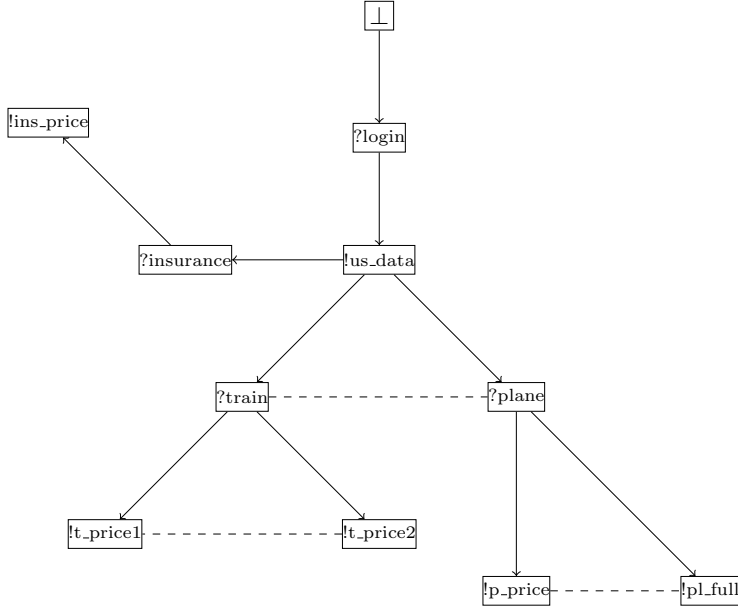 ⊥
!ins_price
?login
?insurance
!us_data
?train
?plane
!t_price1
!t_price2
!p_price
!pl_full